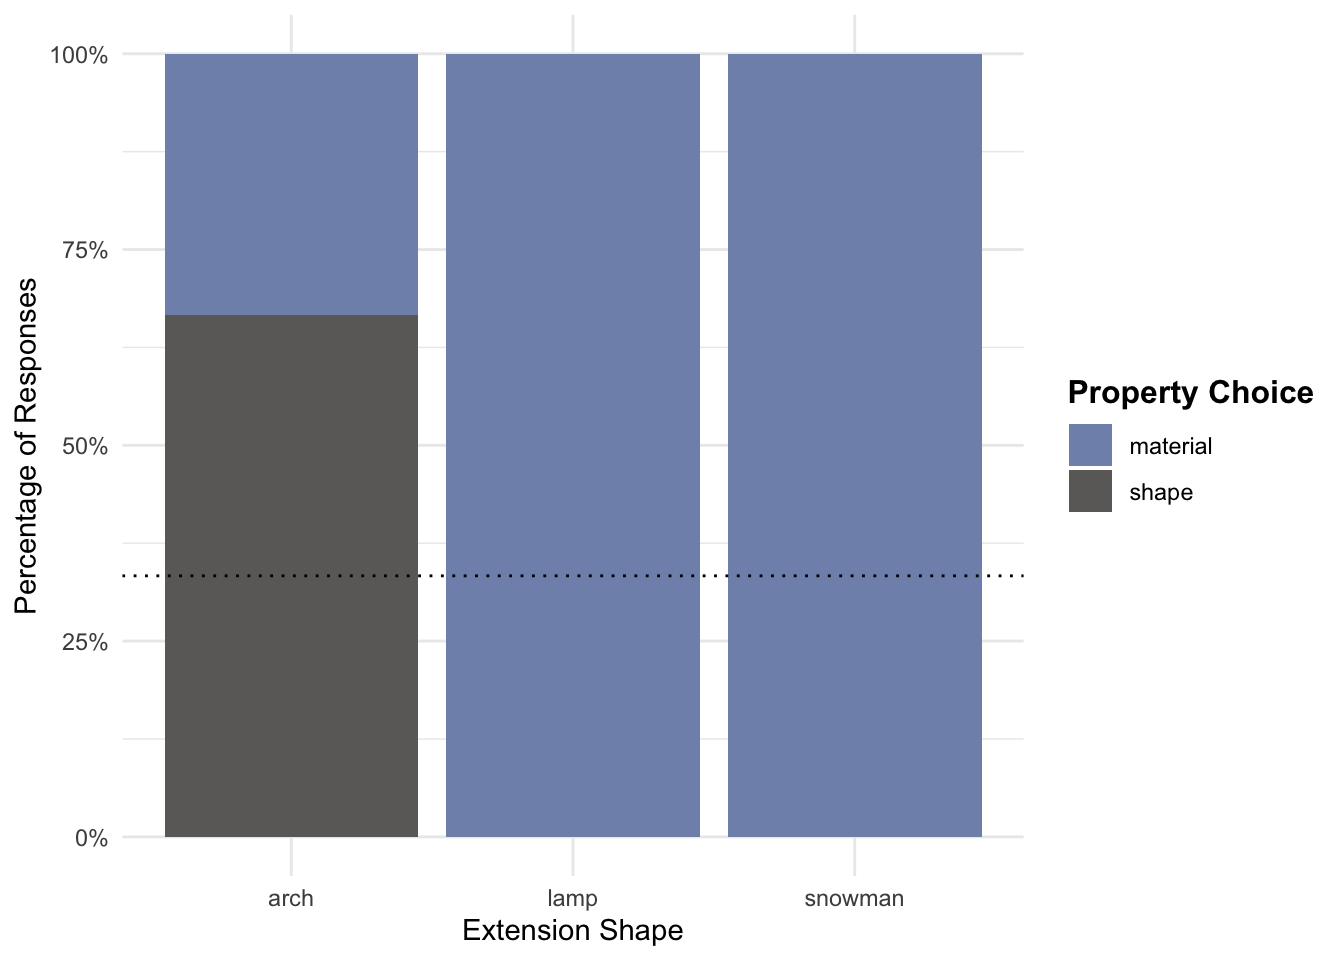 100%
75%
50%
25%
0%
Percentage of Responses
arch
lamp
snowman
Extension Shape
Property Choice
material
shape